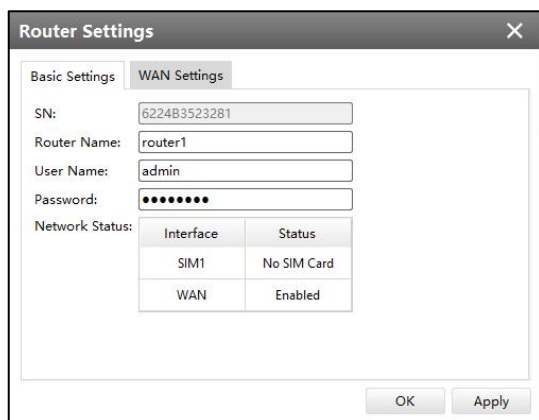 Router Settings
Basic Settings WAN Settings
SN: 6224B3523281
Router Name: router1
User Name: admin
Password: ●●●●●●●●
Network Status: Interface Status
SIM1 No SIM Card
WAN Enabled
OK Apply